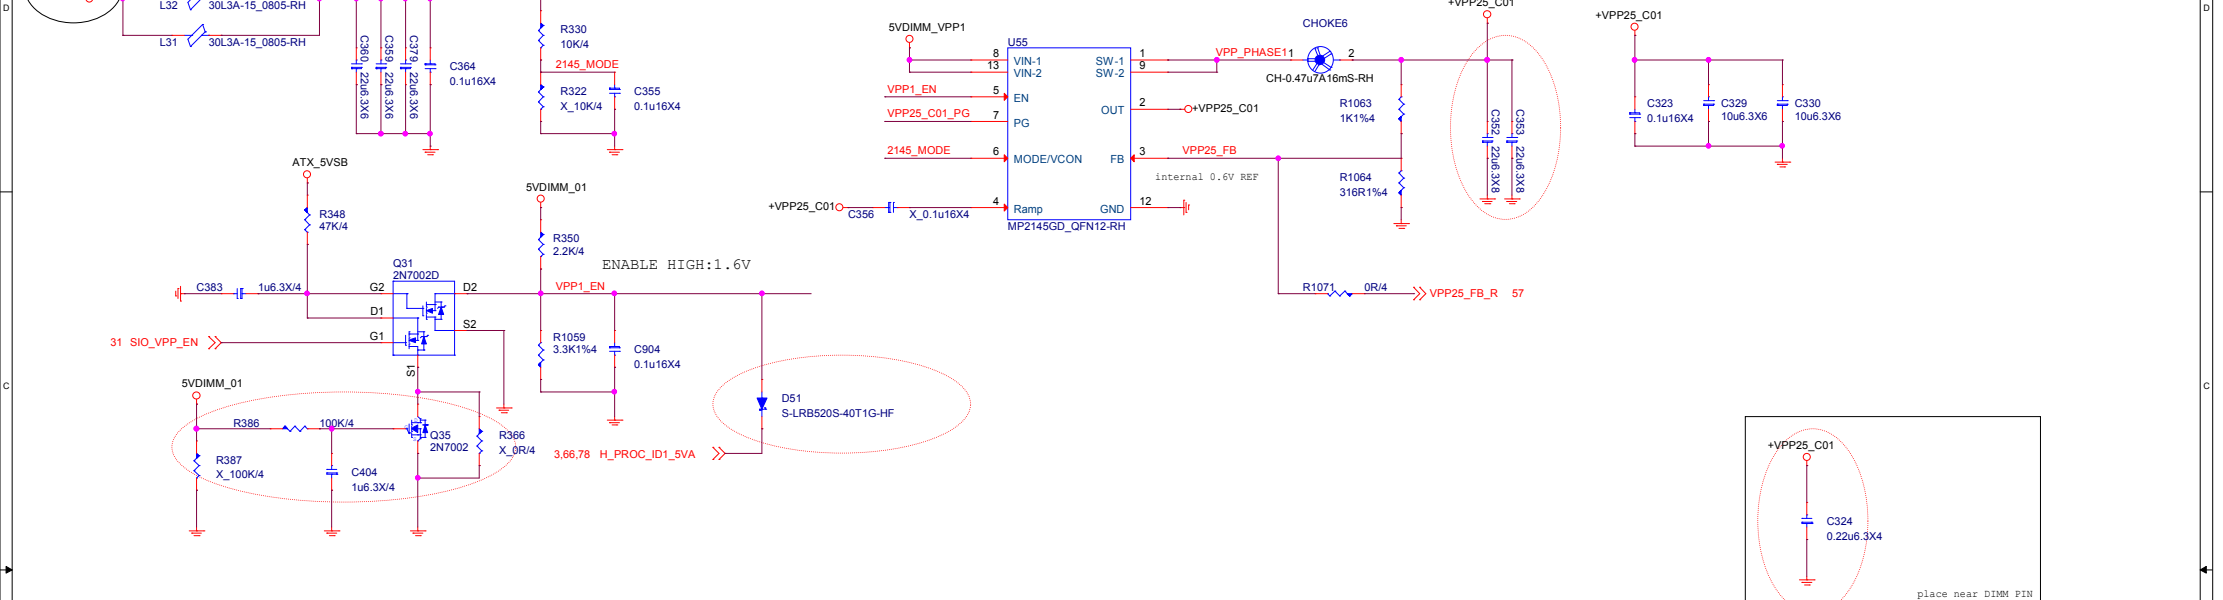 D
L32 30L3A-15_0805-RH
L31 30L3A-15_0805-RH
C360 22u6.3X6
C359 22u6.3X6
C379 22u6.3X6
C364
0.1u16X4
R330
10K/4
2145_MODE
R322
X_10K/4
C355
0.1u16X4
5VDIMM_VPP1
U55
8 VIN-1
13 VIN-2
VPP1_EN 5 EN
VPP25_C01_PG 7 PG
2145_MODE 6 MODE/VCON
+VPP25_C01 C356 X_0.1u16X4 4 Ramp
SW-1 1
SW-2 9
OUT 2 +VPP25_C01
FB 3 VPP25_FB
internal 0.6V REF
GND 12
MP2145GD_QFN12-RH
VPP_PHASE1 1 CHOKE6 2
CH-0.47u7A16mS-RH
R1063
1K1%4
R1064
316R1%4
+VPP25_C01
C352 22u6.3X8
C353 22u6.3X8
+VPP25_C01
C323
0.1u16X4
C329
10u6.3X6
C330
10u6.3X6
D
R1071 0R/4 VPP25_FB_R 57
ATX_5VSB
R348
47K/4
C383 1u6.3X/4
Q31
2N7002D
G2 D2
D1
S2
G1
S1
31 SIO_VPP_EN
5VDIMM_01
R350
2.2K/4
ENABLE HIGH:1.6V
VPP1_EN
R1059
3.3K1%4
C904
0.1u16X4
D51
S-LRB520S-40T1G-HF
3,66,78 H_PROC_ID1_5VA
C
5VDIMM_01
R386 100K/4
R387
X_100K/4
C404
1u6.3X/4
Q35
2N7002
R366
X_0R/4
C
+VPP25_C01
C324
0.22u6.3X4
place near DIMM PIN